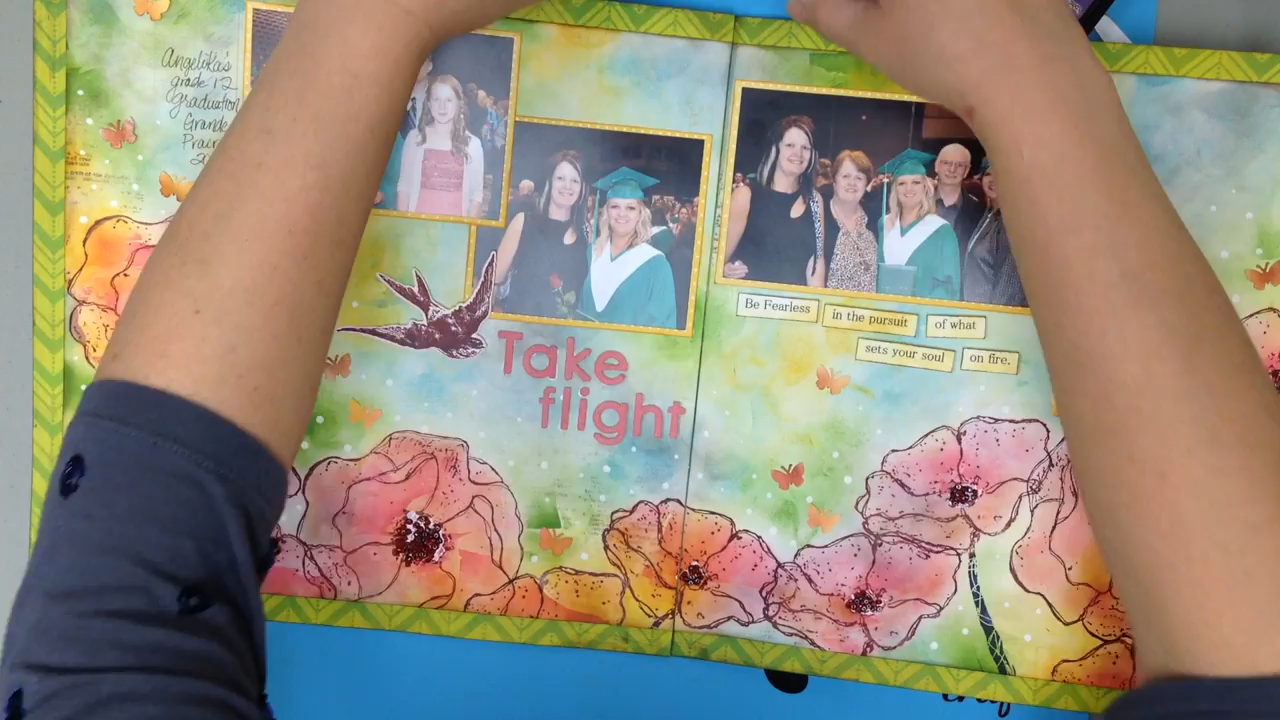 Angelika's
grade 12
Graduation
Grande
Take
flight
Be Fearless
in the pursuit
of what
sets your soul
on fire.